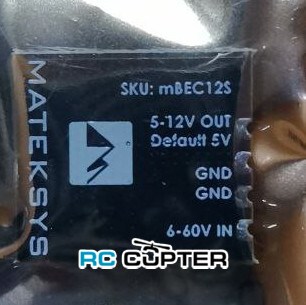 MATEKSYS
SKU: mBEC12S
5-12V OUT
Default 5V
GND
GND
6-60V IN
RC COPTER